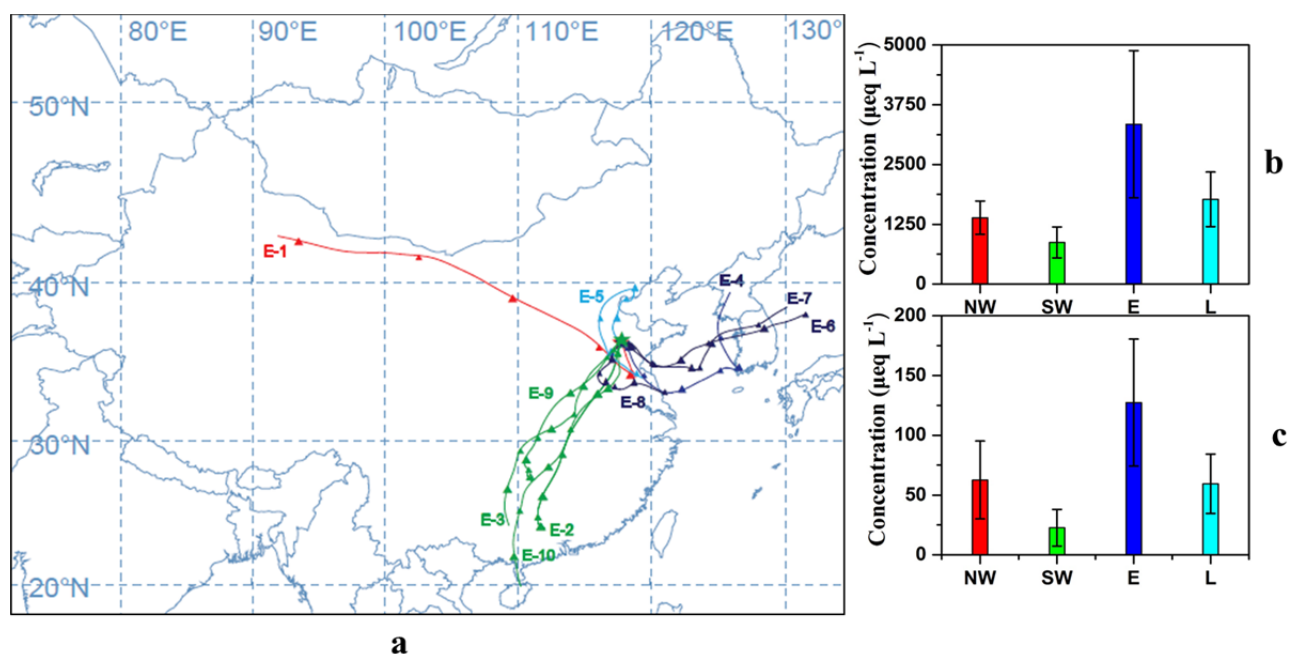 80°E 90°E 100°E 110°E 120°E 130°
50°N
40°N
30°N
20°N
E-1
E-5
E-4
E-7
E-6
E-9
E-8
E-3
E-2
E-10
a
Concentration (µeq L⁻¹)
5000
3750
2500
1250
0
NW SW E L
b
Concentration (µeq L⁻¹)
200
150
100
50
0
NW SW E L
c